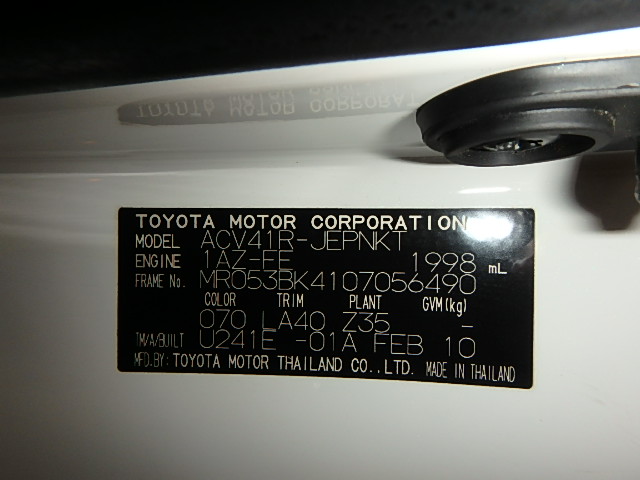 TOYOTA MOTOR CORPORATION
MODEL ACV41R-JEPNKT
ENGINE 1AZ-FE 1998 mL
FRAME No. MR053BK4107056490
COLOR TRIM PLANT GVM(kg)
070 LA40 Z35 -
TM/A/BUILT U241E -01A FEB 10
MFD.BY: TOYOTA MOTOR THAILAND CO.,LTD. MADE IN THAILAND